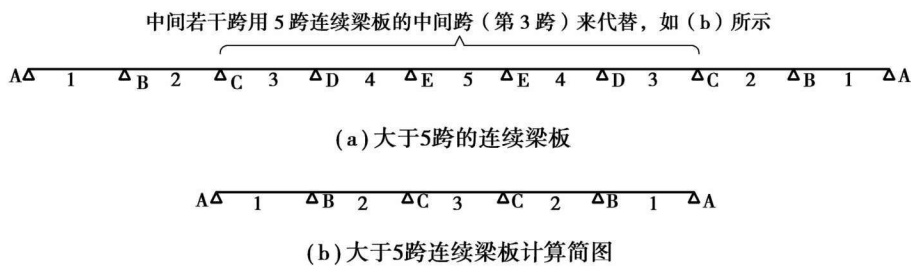 中间若干跨用5跨连续梁板的中间跨(第3跨)来代替,如(b)所示
A 1 B 2 C 3 D 4 E 5 E 4 D 3 C 2 B 1 A
(a)大于5跨的连续梁板
A 1 B 2 C 3 C 2 B 1 A
(b)大于5跨连续梁板计算简图